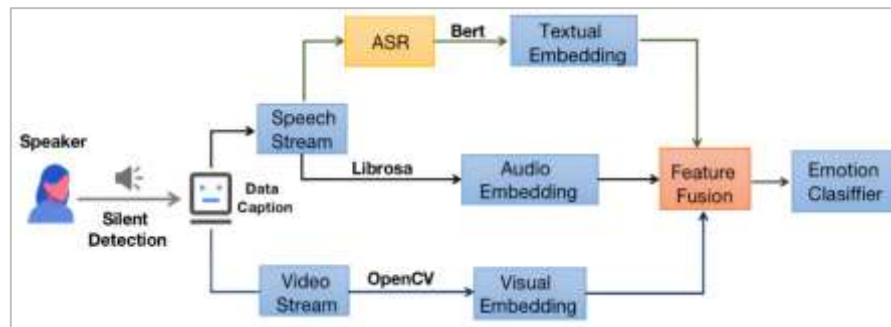 Speaker
Silent
Detection
Data
Caption
Speech
Stream
ASR
Bert
Textual
Embedding
Librosa
Audio
Embedding
Video
Stream
OpenCV
Visual
Embedding
Feature
Fusion
Emotion
Clasiffier